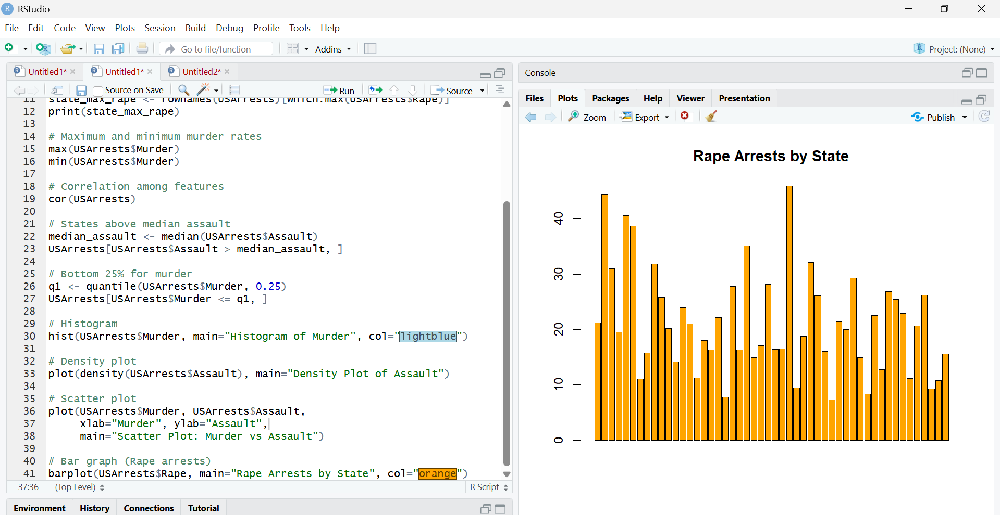 R RStudio
File Edit Code View Plots Session Build Debug Profile Tools Help
Go to file/function Addins Project: (None)
Untitled1* Untitled1* Untitled2*
Source on Save Run Source
11 state_max_rape <- rownames(USArrests)[which.max(USArrests$Rape)]
12 print(state_max_rape)
13
14 # Maximum and minimum murder rates
15 max(USArrests$Murder)
16 min(USArrests$Murder)
17
18 # Correlation among features
19 cor(USArrests)
20
21 # States above median assault
22 median_assault <- median(USArrests$Assault)
23 USArrests[USArrests$Assault > median_assault, ]
24
25 # Bottom 25% for murder
26 q1 <- quantile(USArrests$Murder, 0.25)
27 USArrests[USArrests$Murder <= q1, ]
28
29 # Histogram
30 hist(USArrests$Murder, main="Histogram of Murder", col="lightblue")
31
32 # Density plot
33 plot(density(USArrests$Assault), main="Density Plot of Assault")
34
35 # Scatter plot
36 plot(USArrests$Murder, USArrests$Assault,
37 xlab="Murder", ylab="Assault",
38 main="Scatter Plot: Murder vs Assault")
39
40 # Bar graph (Rape arrests)
41 barplot(USArrests$Rape, main="Rape Arrests by State", col="orange")
37:36 (Top Level) R Script
Environment History Connections Tutorial
Console
Files Plots Packages Help Viewer Presentation
Zoom Export Publish
Rape Arrests by State
40
30
20
10
0